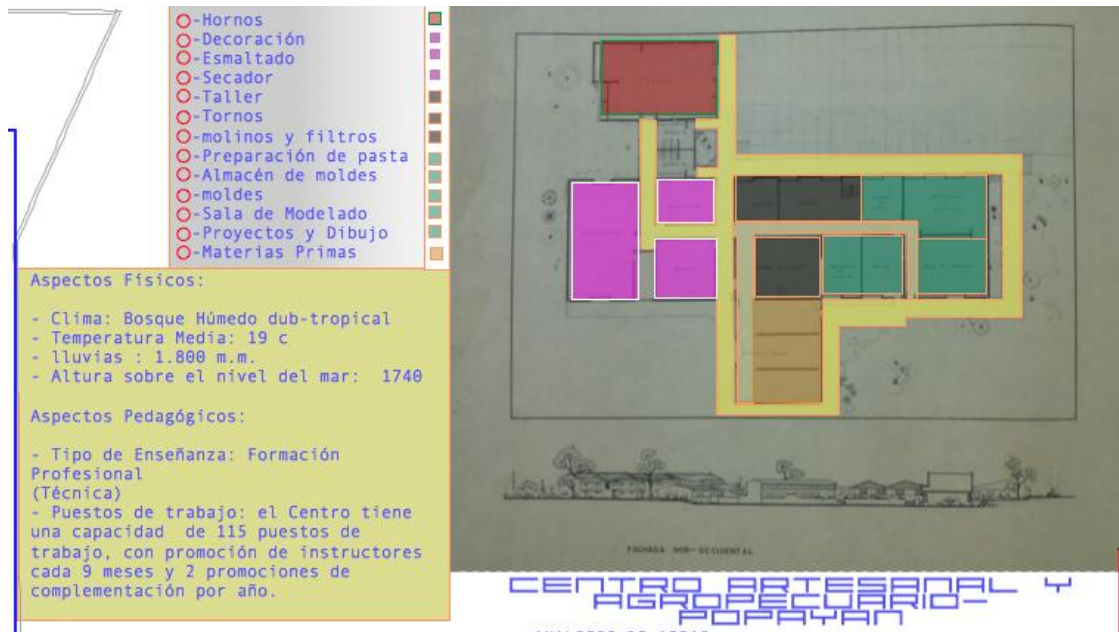 -Hornos
-Decoración
-Esmaltado
-Secador
-Taller
-Tornos
-molinos y filtros
-Preparación de pasta
-Almacén de moldes
-moldes
-Sala de Modelado
-Proyectos y Dibujo
-Materias Primas
Aspectos Físicos:
- Clima: Bosque Húmedo dub-tropical
- Temperatura Media: 19 c
- lluvias : 1.800 m.m.
- Altura sobre el nivel del mar: 1740
Aspectos Pedagógicos:
- Tipo de Enseñanza: Formación
Profesional
(Técnica)
- Puestos de trabajo: el Centro tiene
una capacidad de 115 puestos de
trabajo, con promoción de instructores
cada 9 meses y 2 promociones de
complementación por año.
FACHADA NOR-OCCIDENTAL
CENTRO ARTESANAL Y
AGROPECUARIO-
POPAYAN